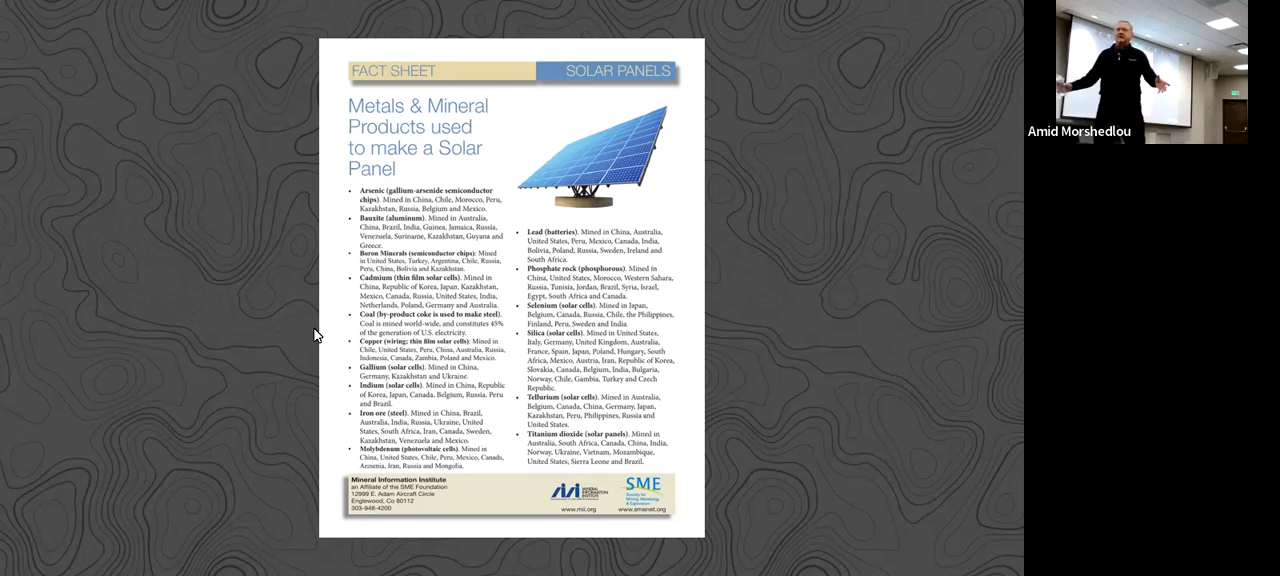 FACT SHEET
SOLAR PANELS
Metals & Mineral
Products used
to make a Solar
Panel
• Arsenic (gallium-arsenide semiconductor
chips). Mined in China, Chile, Morocco, Peru,
Kazakhstan, Russia, Belgium and Mexico.
• Bauxite (aluminum). Mined in Australia,
China, Brazil, India, Guinea, Jamaica, Russia,
Venezuela, Suriname, Kazakhstan, Guyana and
Greece.
• Boron Minerals (semiconductor chips): Mined
in United States, Turkey, Argentina, Chile, Russia,
Peru, China, Bolivia and Kazakhstan.
• Cadmium (thin film solar cells). Mined in
China, Republic of Korea, Japan, Kazakhstan,
Mexico, Canada, Russia, United States, India,
Netherlands, Poland, Germany and Australia.
• Coal (by-product coke is used to make steel).
Coal is mined world-wide, and constitutes 45%
of the generation of U.S. electricity.
• Copper (wiring; thin film solar cells): Mined in
Chile, United States, Peru, China, Australia, Russia,
Indonesia, Canada, Zambia, Poland and Mexico.
• Gallium (solar cells). Mined in China,
Germany, Kazakhstan and Ukraine.
• Indium (solar cells). Mined in China, Republic
of Korea, Japan, Canada. Belgium, Russia, Peru
and Brazil.
• Iron ore (steel). Mined in China, Brazil,
Australia, India, Russia, Ukraine, United
States, South Africa, Iran, Canada, Sweden,
Kazakhstan, Venezuela and Mexico.
• Molybdenum (photovoltaic cells). Mined in
China, United States, Chile, Peru, Mexico, Canada,
Armenia, Iran, Russia and Mongolia.
• Lead (batteries). Mined in China, Australia,
United States, Peru, Mexico, Canada, India,
Bolivia, Poland, Russia, Sweden, Ireland and
South Africa.
• Phosphate rock (phosphorous). Mined in
China, United States, Morocco, Western Sahara,
Russia, Tunisia, Jordan, Brazil, Syria, Israel,
Egypt, South Africa and Canada.
• Selenium (solar cells). Mined in Japan,
Belgium, Canada, Russia, Chile, the Philippines,
Finland, Peru, Sweden and India.
• Silica (solar cells). Mined in United States,
Italy, Germany, United Kingdom, Australia,
France, Spain, Japan, Poland, Hungary, South
Africa, Mexico, Austria, Iran, Republic of Korea,
Slovakia, Canada, Belgium, India, Bulgaria,
Norway, Chile, Gambia, Turkey and Czech
Republic.
• Tellurium (solar cells). Mined in Australia,
Belgium, Canada, China, Germany, Japan,
Kazakhstan, Peru, Philippines, Russia and
United States.
• Titanium dioxide (solar panels). Mined in
Australia, South Africa, Canada, China, India,
Norway, Ukraine, Vietnam, Mozambique,
United States, Sierra Leone and Brazil.
Mineral Information Institute
an Affiliate of the SME Foundation
12999 E. Adam Aircraft Circle
Englewood, Co 80112
303-948-4200
MINERAL
INFORMATION
INSTITUTE
www.mii.org
SME
Society for
Mining, Metallurgy
& Exploration
www.smenet.org
Amid Morshedlou